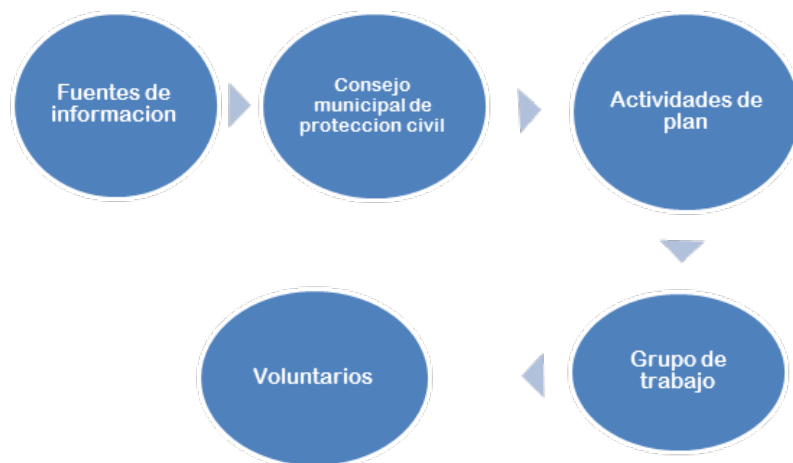 Fuentes de
informacion
Consejo
municipal de
proteccion civil
Actividades de
plan
Grupo de
trabajo
Voluntarios